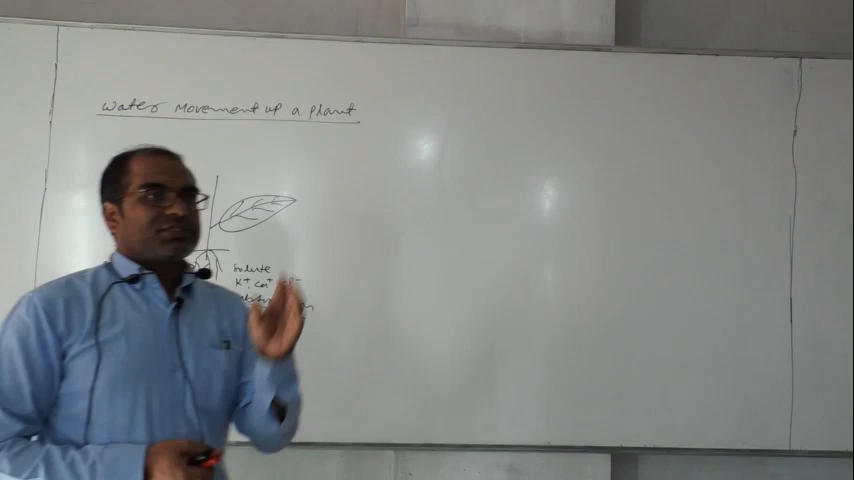 Water Movement up a plant
Solute
K⁺, Ca⁺